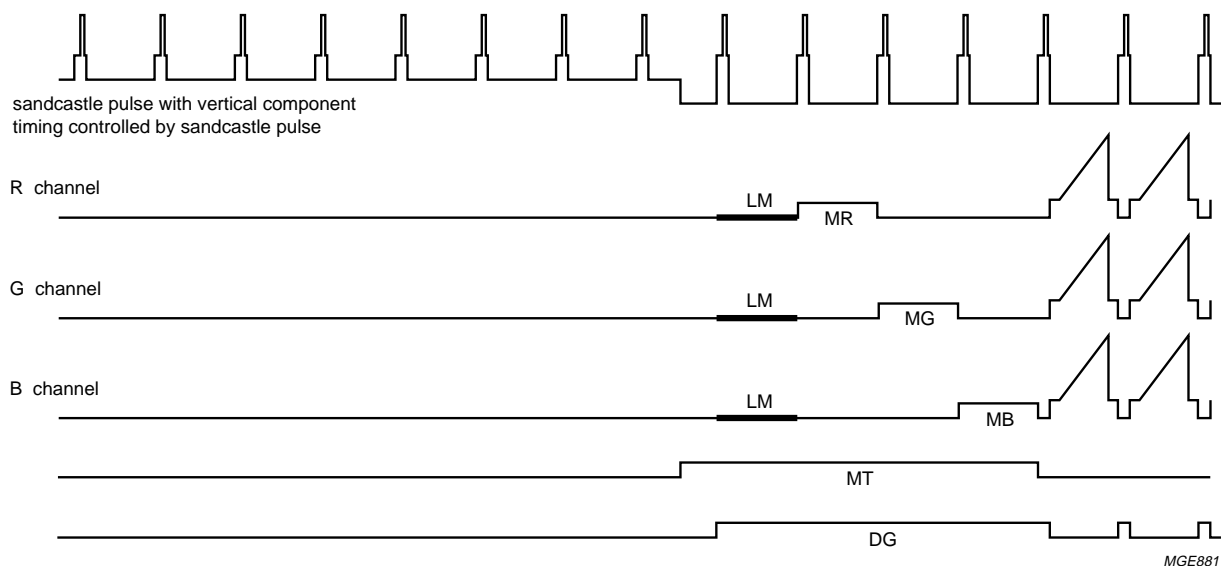 sandcastle pulse with vertical component
timing controlled by sandcastle pulse
R channel
LM
MR
G channel
LM
MG
B channel
LM
MB
MT
DG
MGE881